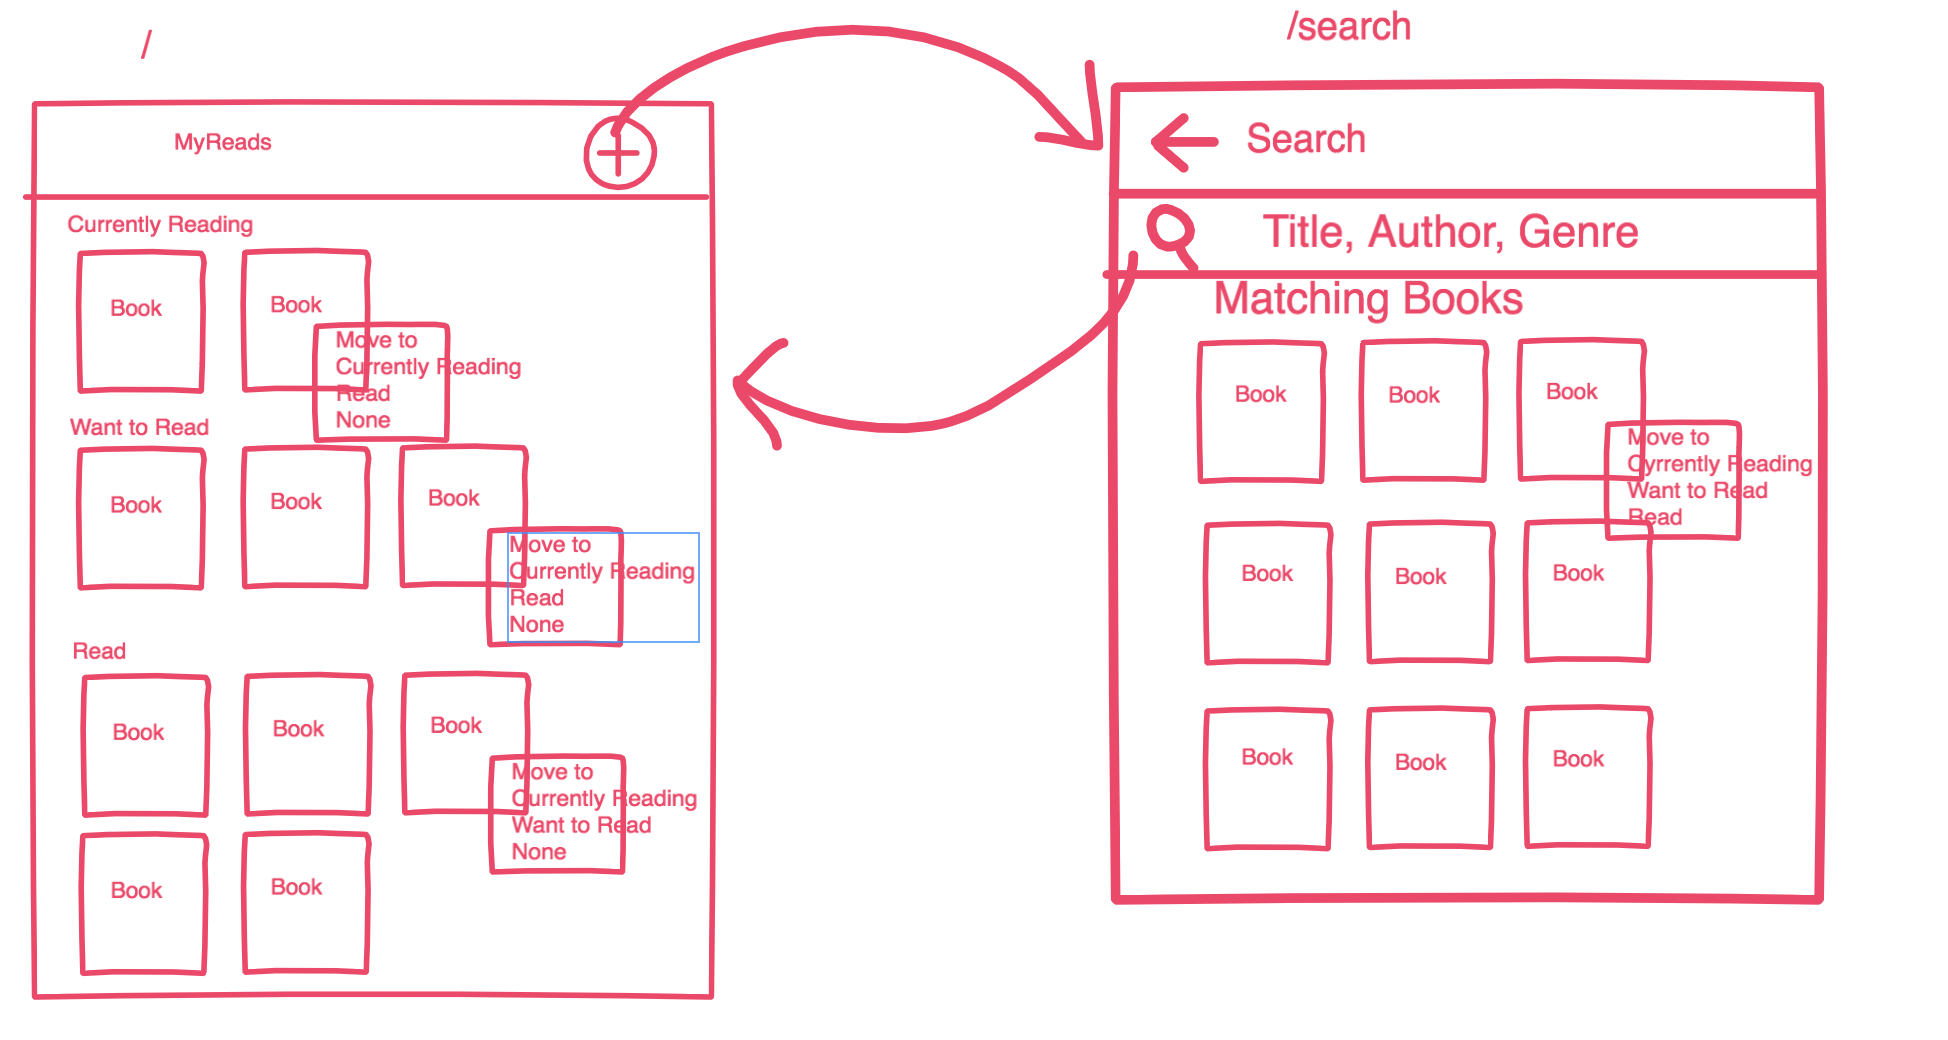 /
MyReads
Currently Reading
Book
Book
Move to
Currently Reading
Read
None
Want to Read
Book
Book
Book
Move to
Currently Reading
Read
None
Read
Book
Book
Book
Move to
Currently Reading
Want to Read
None
Book
Book
/search
Search
Title, Author, Genre
Matching Books
Book
Book
Book
Move to
Cyrrently Reading
Want to Read
Read
Book
Book
Book
Book
Book
Book